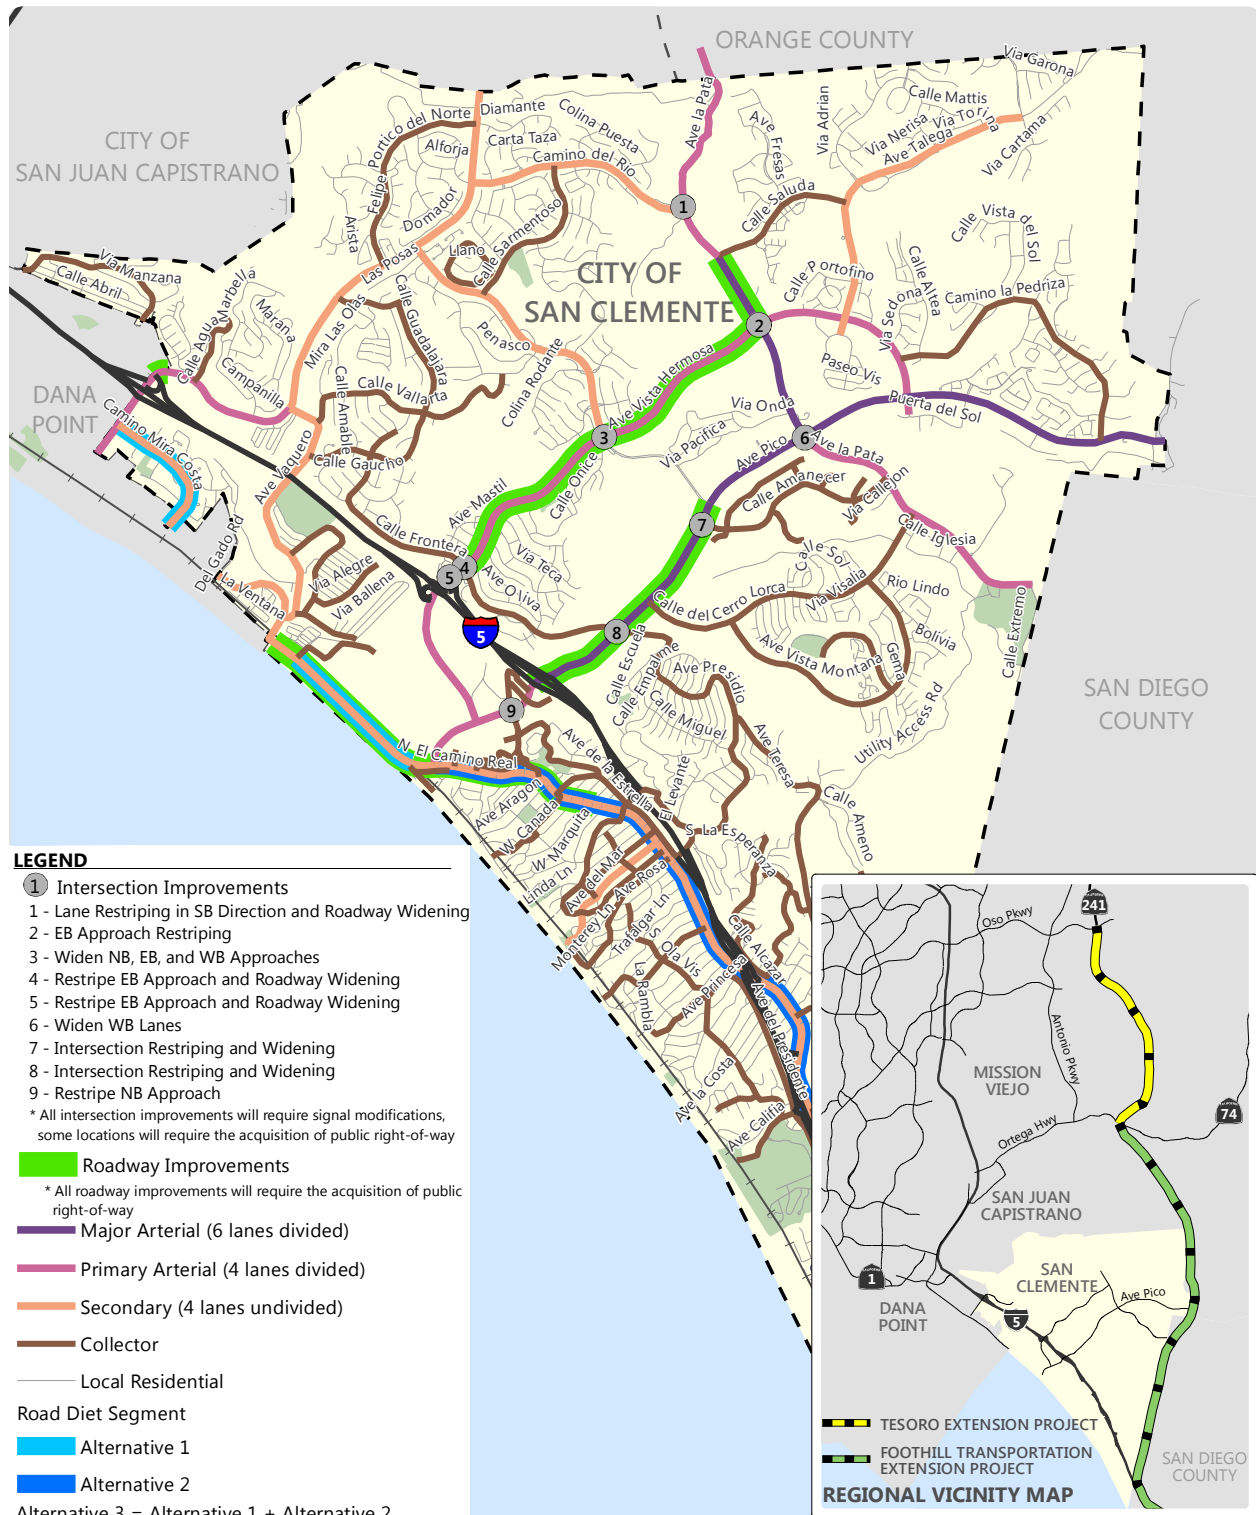 ORANGE COUNTY
CITY OF
SAN JUAN CAPISTRANO
DANA
POINT
CITY OF
SAN CLEMENTE
SAN DIEGO
COUNTY
Via Garona
Calle Mattis
Via Adrian
Via Nerisa
Via Torina
Ave Talega
Via Cartama
Ave Fresas
Ave la Pata
Colina Puesta
Diamante
Portico del Norte
Carta Taza
Alforja
Camino del Rio
Felipe
Domador
Arista
Calle Saluda
Calle Sarmentoso
Llano
Las Posas
Calle Vista del Sol
Calle Portofino
Calle Altea
Camino la Pedriza
Via Sedona
Via Manzana
Calle Abril
Marbella
Calle Agua
Marana
Campanilla
Mira Las Olas
Calle Guadalajara
Penasco
Colina Rodante
Calle Amable
Calle Vallarta
Calle Gaucho
Camino Mira Costa
Ave Vaquero
Ave Vista Hermosa
Paseo Vis
Via Onda
Puerta del Sol
Via Pacifica
Ave Pico
Ave la Pata
Calle Onice
Ave Mastil
Calle Amanecer
Via Callejon
Calle Iglesia
Calle Frontera
Via Teca
Ave Oliva
Calle Sol
Via Visalia
Rio Lindo
Calle del Cerro Lorca
Bolivia
Calle Extremo
Del Gado Rd
La Ventana
Via Alegre
Via Ballena
Ave Vista Montana
Gema
Utility Access Rd
Calle Escuela
Calle Empalme
Ave Presidio
Calle Miguel
Ave Teresa
Calle Ameno
N El Camino Real
Ave de la Estrella
El Levante
Ave Aragon
W Canada
W Marquita
Linda Ln
S La Esperanza
Ave del Mar
Ave Rosa
Monterey Ln
Trafalgar Ln
S Ola Vis
La Rambla
Ave Princesa
Calle Alcazar
Ave del Presidente
Ave la Costa
Ave Califia
1
2
3
4
5
6
7
8
9
5
LEGEND
1 Intersection Improvements
1 - Lane Restriping in SB Direction and Roadway Widening
2 - EB Approach Restriping
3 - Widen NB, EB, and WB Approaches
4 - Restripe EB Approach and Roadway Widening
5 - Restripe EB Approach and Roadway Widening
6 - Widen WB Lanes
7 - Intersection Restriping and Widening
8 - Intersection Restriping and Widening
9 - Restripe NB Approach
* All intersection improvements will require signal modifications,
some locations will require the acquisition of public right-of-way
Roadway Improvements
* All roadway improvements will require the acquisition of public
right-of-way
Major Arterial (6 lanes divided)
Primary Arterial (4 lanes divided)
Secondary (4 lanes undivided)
Collector
Local Residential
Road Diet Segment
Alternative 1
Alternative 2
Alternative 3 = Alternative 1 + Alternative 2
241
Oso Pkwy
Antonio Pkwy
MISSION
VIEJO
74
Ortega Hwy
SAN JUAN
CAPISTRANO
SAN
CLEMENTE
1
Ave Pico
DANA
POINT
5
TESORO EXTENSION PROJECT
FOOTHILL TRANSPORTATION
EXTENSION PROJECT
SAN DIEGO
COUNTY
REGIONAL VICINITY MAP